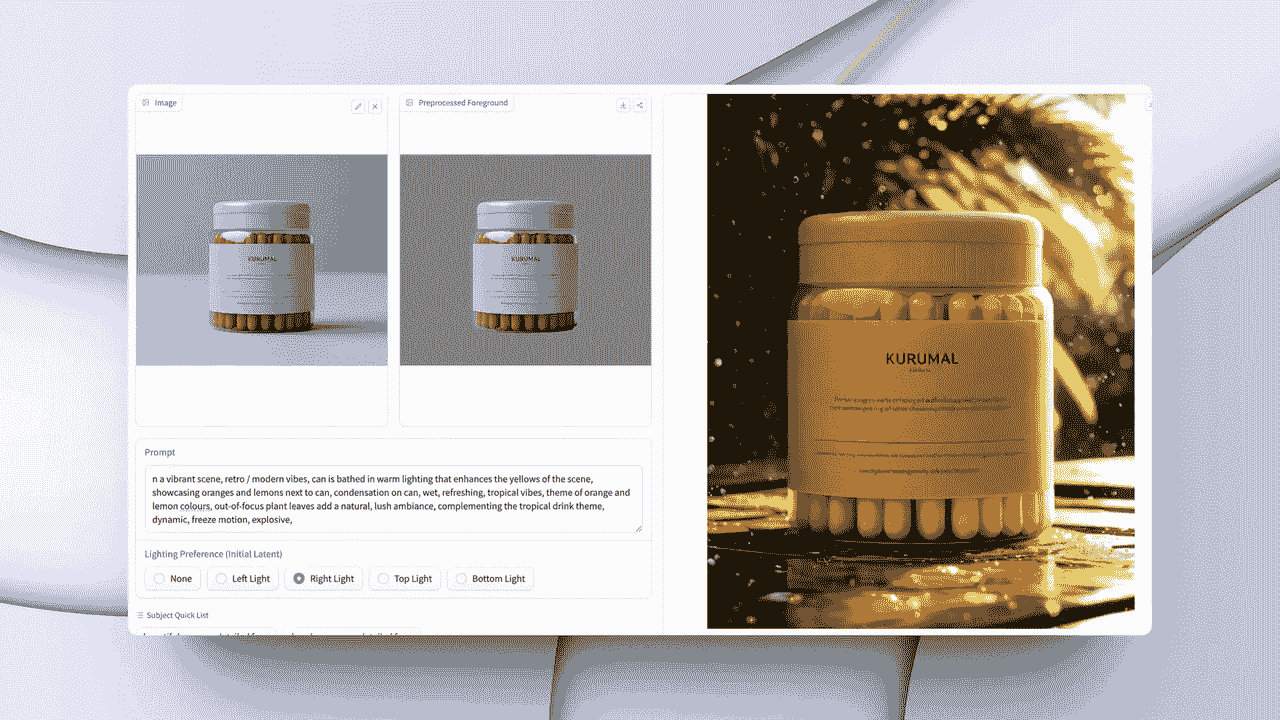 Image
Preprocessed Foreground
KURUMAL
KURUMAL
KURUMAL
Prompt
n a vibrant scene, retro / modern vibes, can is bathed in warm lighting that enhances the yellows of the scene,
showcasing oranges and lemons next to can, condensation on can, wet, refreshing, tropical vibes, theme of orange and
lemon colours, out-of-focus plant leaves add a natural, lush ambiance, complementing the tropical drink theme,
dynamic, freeze motion, explosive,
Lighting Preference (Initial Latent)
None
Left Light
Right Light
Top Light
Bottom Light
Subject Quick List